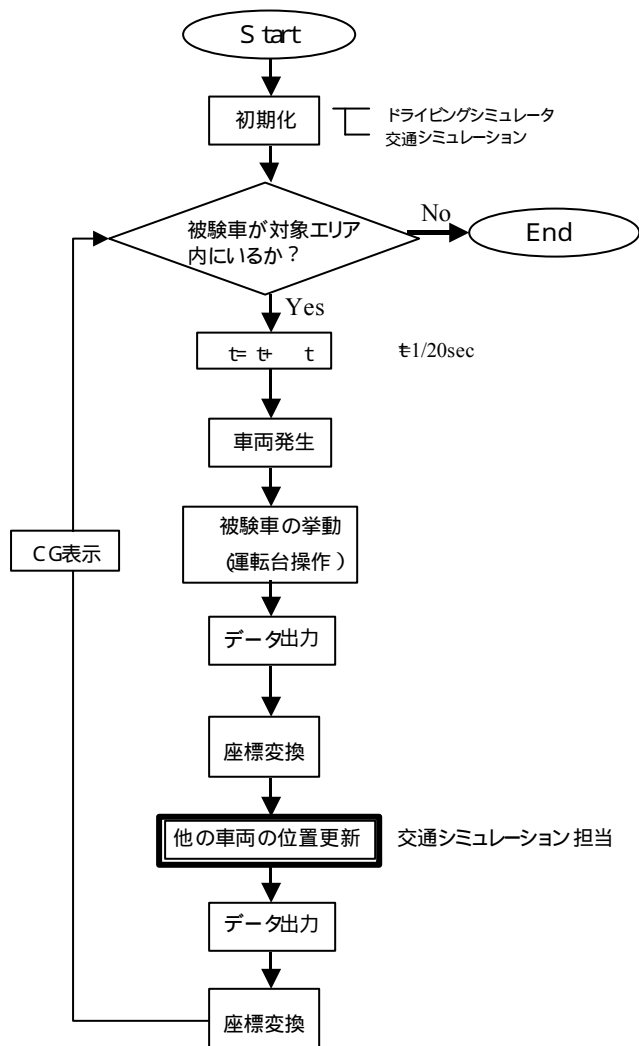 Start
初期化
ドライビングシミュレータ
交通シミュレーション
被験車が対象エリア
内にいるか？
No
End
Yes
t= t+ t
t=1/20sec
車両発生
被験車の挙動
(運転台操作）
CG表示
データ出力
座標変換
他の車両の位置更新
交通シミュレーション担当
データ出力
座標変換